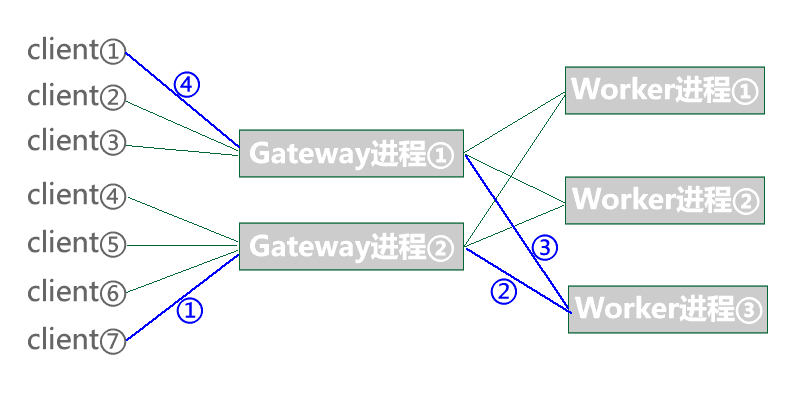 client①
client②
client③
client④
client⑤
client⑥
client⑦
④
①
Gateway进程①
Gateway进程②
③
②
Worker进程①
Worker进程②
Worker进程③